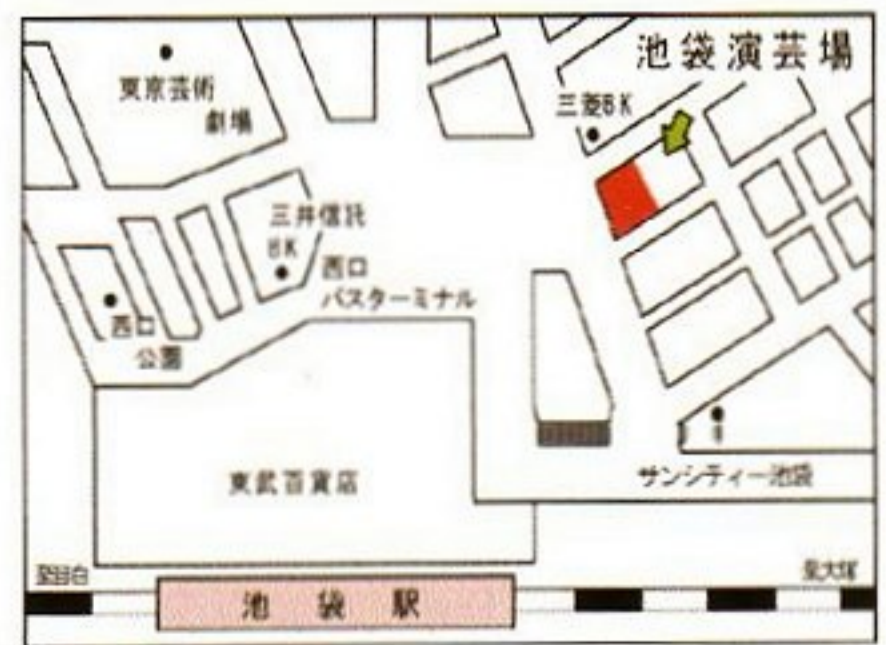 池袋演芸場
東京芸術
劇場
三菱BK
三井信託
BK
西口
バスターミナル
西口
公園
東武百貨店
サンシティー池袋
至目白
至大塚
池袋駅